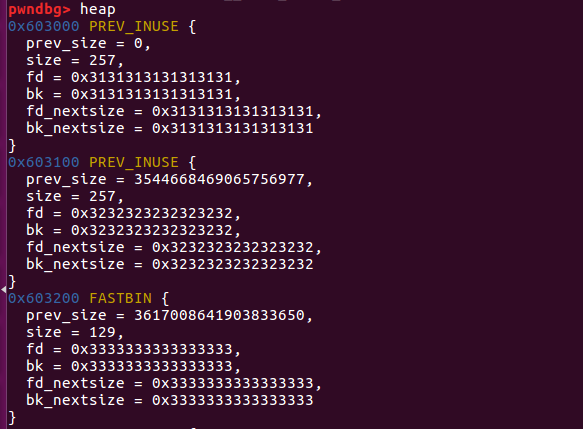 pwndbg> heap
0x603000 PREV_INUSE {
  prev_size = 0,
  size = 257,
  fd = 0x3131313131313131,
  bk = 0x3131313131313131,
  fd_nextsize = 0x3131313131313131,
  bk_nextsize = 0x3131313131313131
}
0x603100 PREV_INUSE {
  prev_size = 3544668469065756977,
  size = 257,
  fd = 0x3232323232323232,
  bk = 0x3232323232323232,
  fd_nextsize = 0x3232323232323232,
  bk_nextsize = 0x3232323232323232
}
0x603200 FASTBIN {
  prev_size = 3617008641903833650,
  size = 129,
  fd = 0x3333333333333333,
  bk = 0x3333333333333333,
  fd_nextsize = 0x3333333333333333,
  bk_nextsize = 0x3333333333333333
}